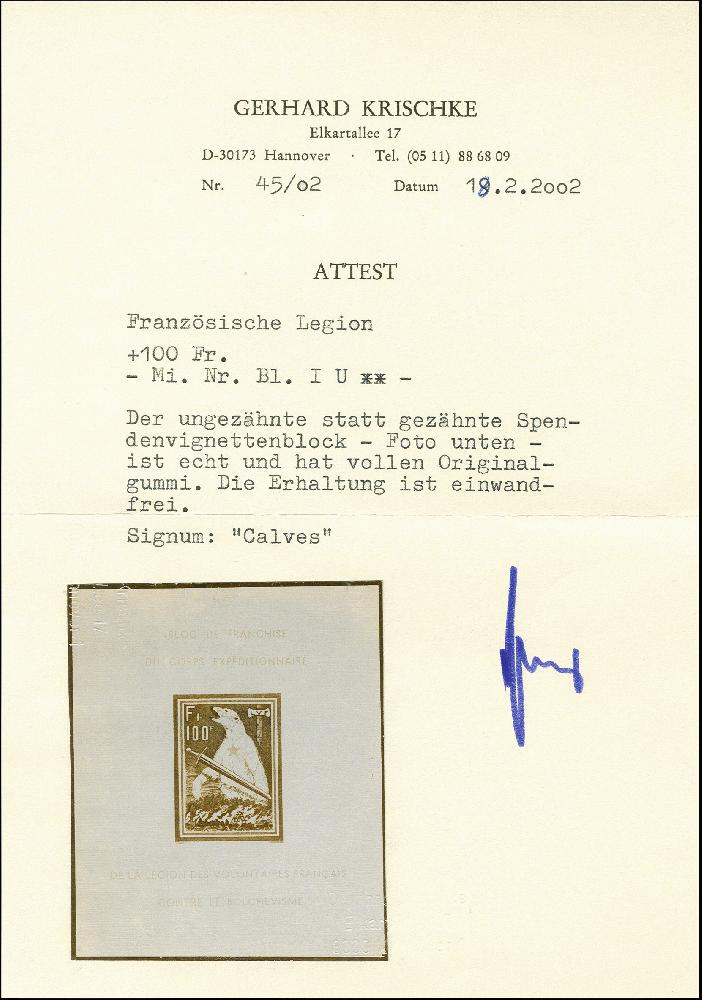 GERHARD KRISCHKE
Elkartallee 17
D-30173 Hannover · Tel. (05 11) 88 68 09
Nr. 45/02 Datum 18.2.2002
ATTEST
Französische Legion
+100 Fr.
- Mi. Nr. Bl. I U ** -
Der ungezähnte statt gezähnte Spen-
denvignettenblock - Foto unten -
ist echt und hat vollen Original-
gummi. Die Erhaltung ist einwand-
frei.
Signum: "Calves"
BLOC DE FRANCHISE
DU CORPS EXPÉDITIONNAIRE
F.
100
DE LA LÉGION DES VOLONTAIRES FRANÇAIS
CONTRE LE BOLCHEVISME